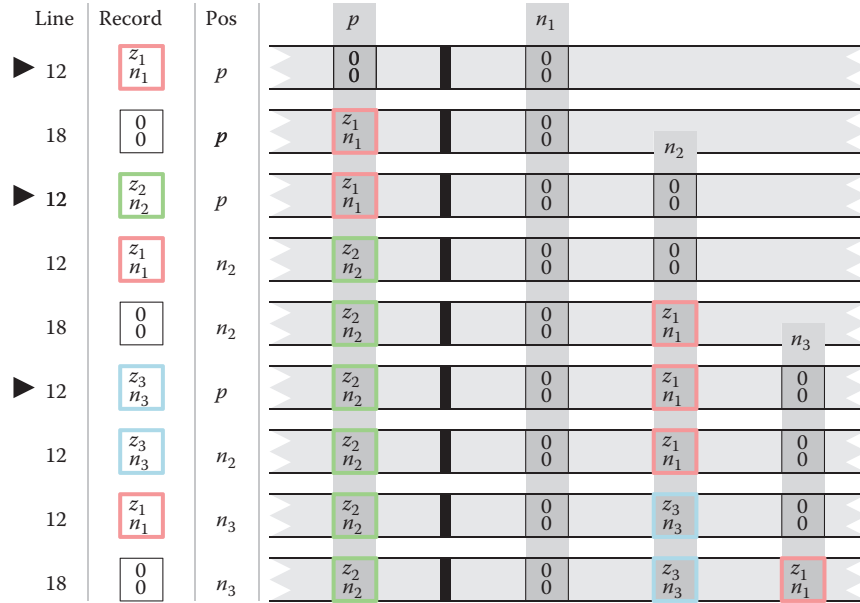 Line Record Pos p n₁
12 z₁ n₁ p 0 0 0 0
18 0 0 p z₁ n₁ 0 0
n₂
12 z₂ n₂ p z₁ n₁ 0 0 0 0
12 z₁ n₁ n₂ z₂ n₂ 0 0 0 0
18 0 0 n₂ z₂ n₂ 0 0 z₁ n₁
n₃
12 z₃ n₃ p z₂ n₂ 0 0 z₁ n₁ 0 0
12 z₃ n₃ n₂ z₂ n₂ 0 0 z₁ n₁ 0 0
12 z₁ n₁ n₃ z₂ n₂ 0 0 z₃ n₃ 0 0
18 0 0 n₃ z₂ n₂ 0 0 z₃ n₃ z₁ n₁